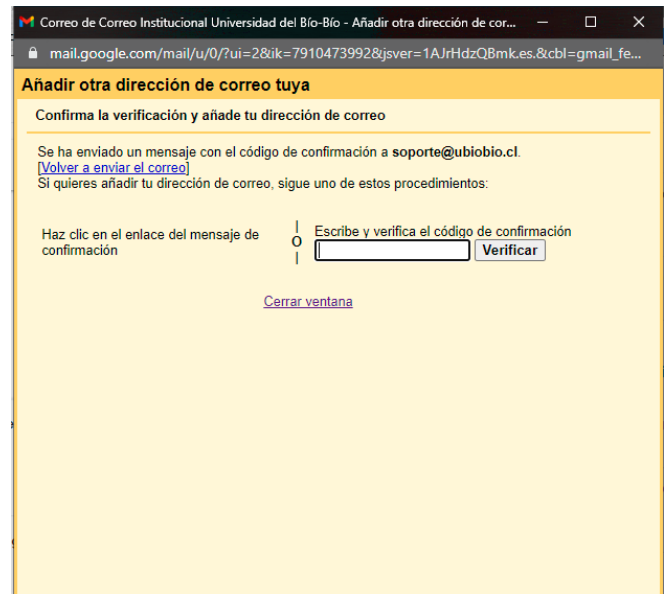 Correo de Correo Institucional Universidad del Bío-Bío - Añadir otra dirección de cor...
mail.google.com/mail/u/0/?ui=2&ik=7910473992&jsver=1AJrHdzQBmk.es.&cbl=gmail_fe...
Añadir otra dirección de correo tuya
Confirma la verificación y añade tu dirección de correo
Se ha enviado un mensaje con el código de confirmación a soporte@ubiobio.cl.
[Volver a enviar el correo]
Si quieres añadir tu dirección de correo, sigue uno de estos procedimientos:
Haz clic en el enlace del mensaje de
confirmación
|
O
|
Escribe y verifica el código de confirmación
Verificar
Cerrar ventana